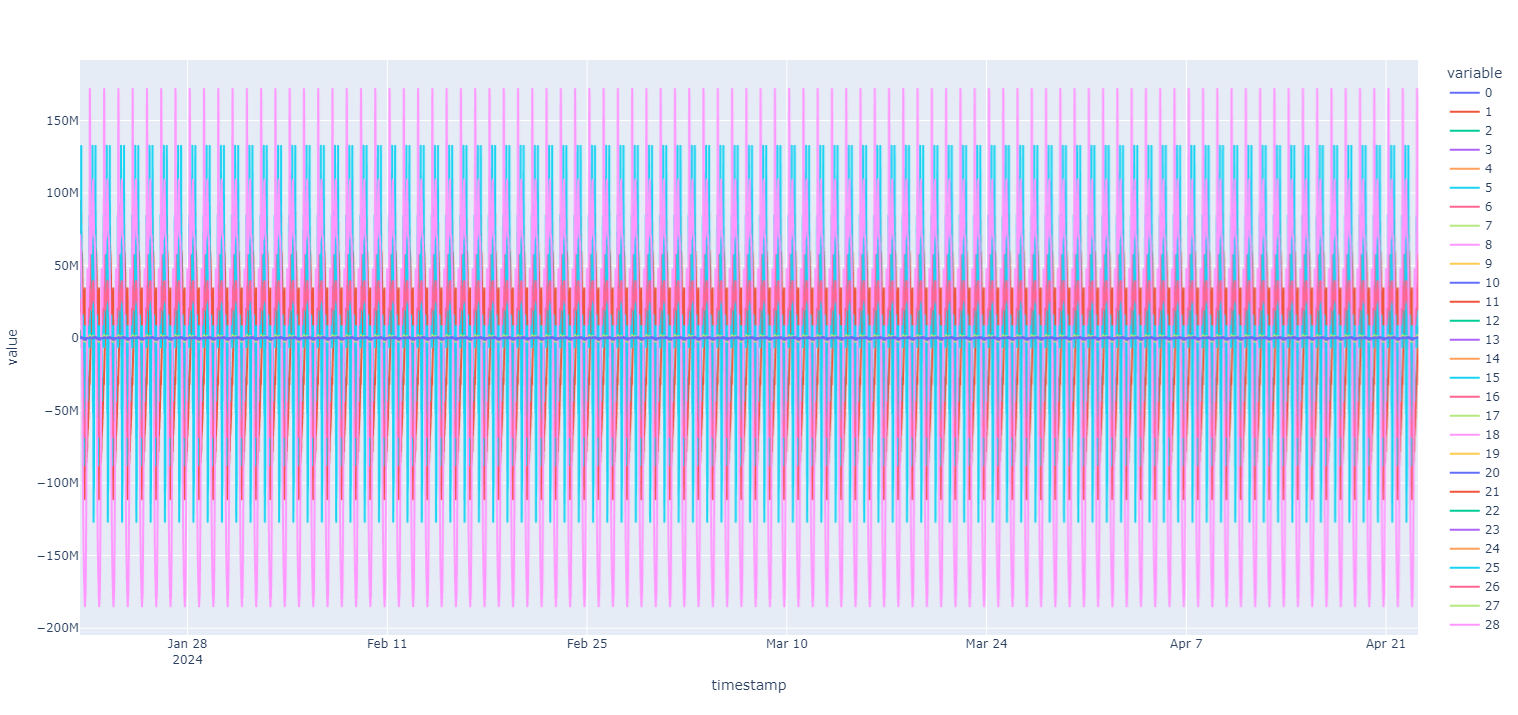 variable
0
1
2
3
4
5
6
7
8
9
10
11
12
13
14
15
16
17
18
19
20
21
22
23
24
25
26
27
28
150M
100M
50M
0
−50M
−100M
−150M
−200M
value
Jan 28
2024
Feb 11
Feb 25
Mar 10
Mar 24
Apr 7
Apr 21
timestamp